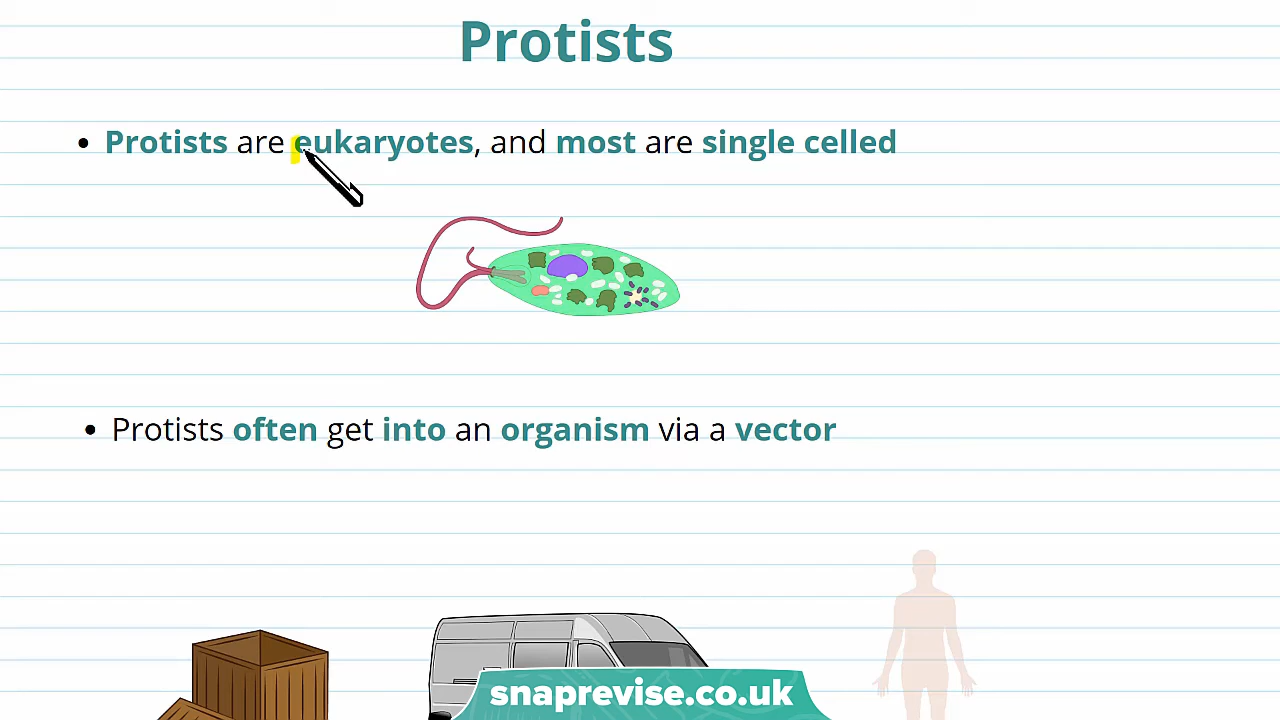 Protists
• Protists are eukaryotes, and most are single celled
• Protists often get into an organism via a vector
snaprevise.co.uk